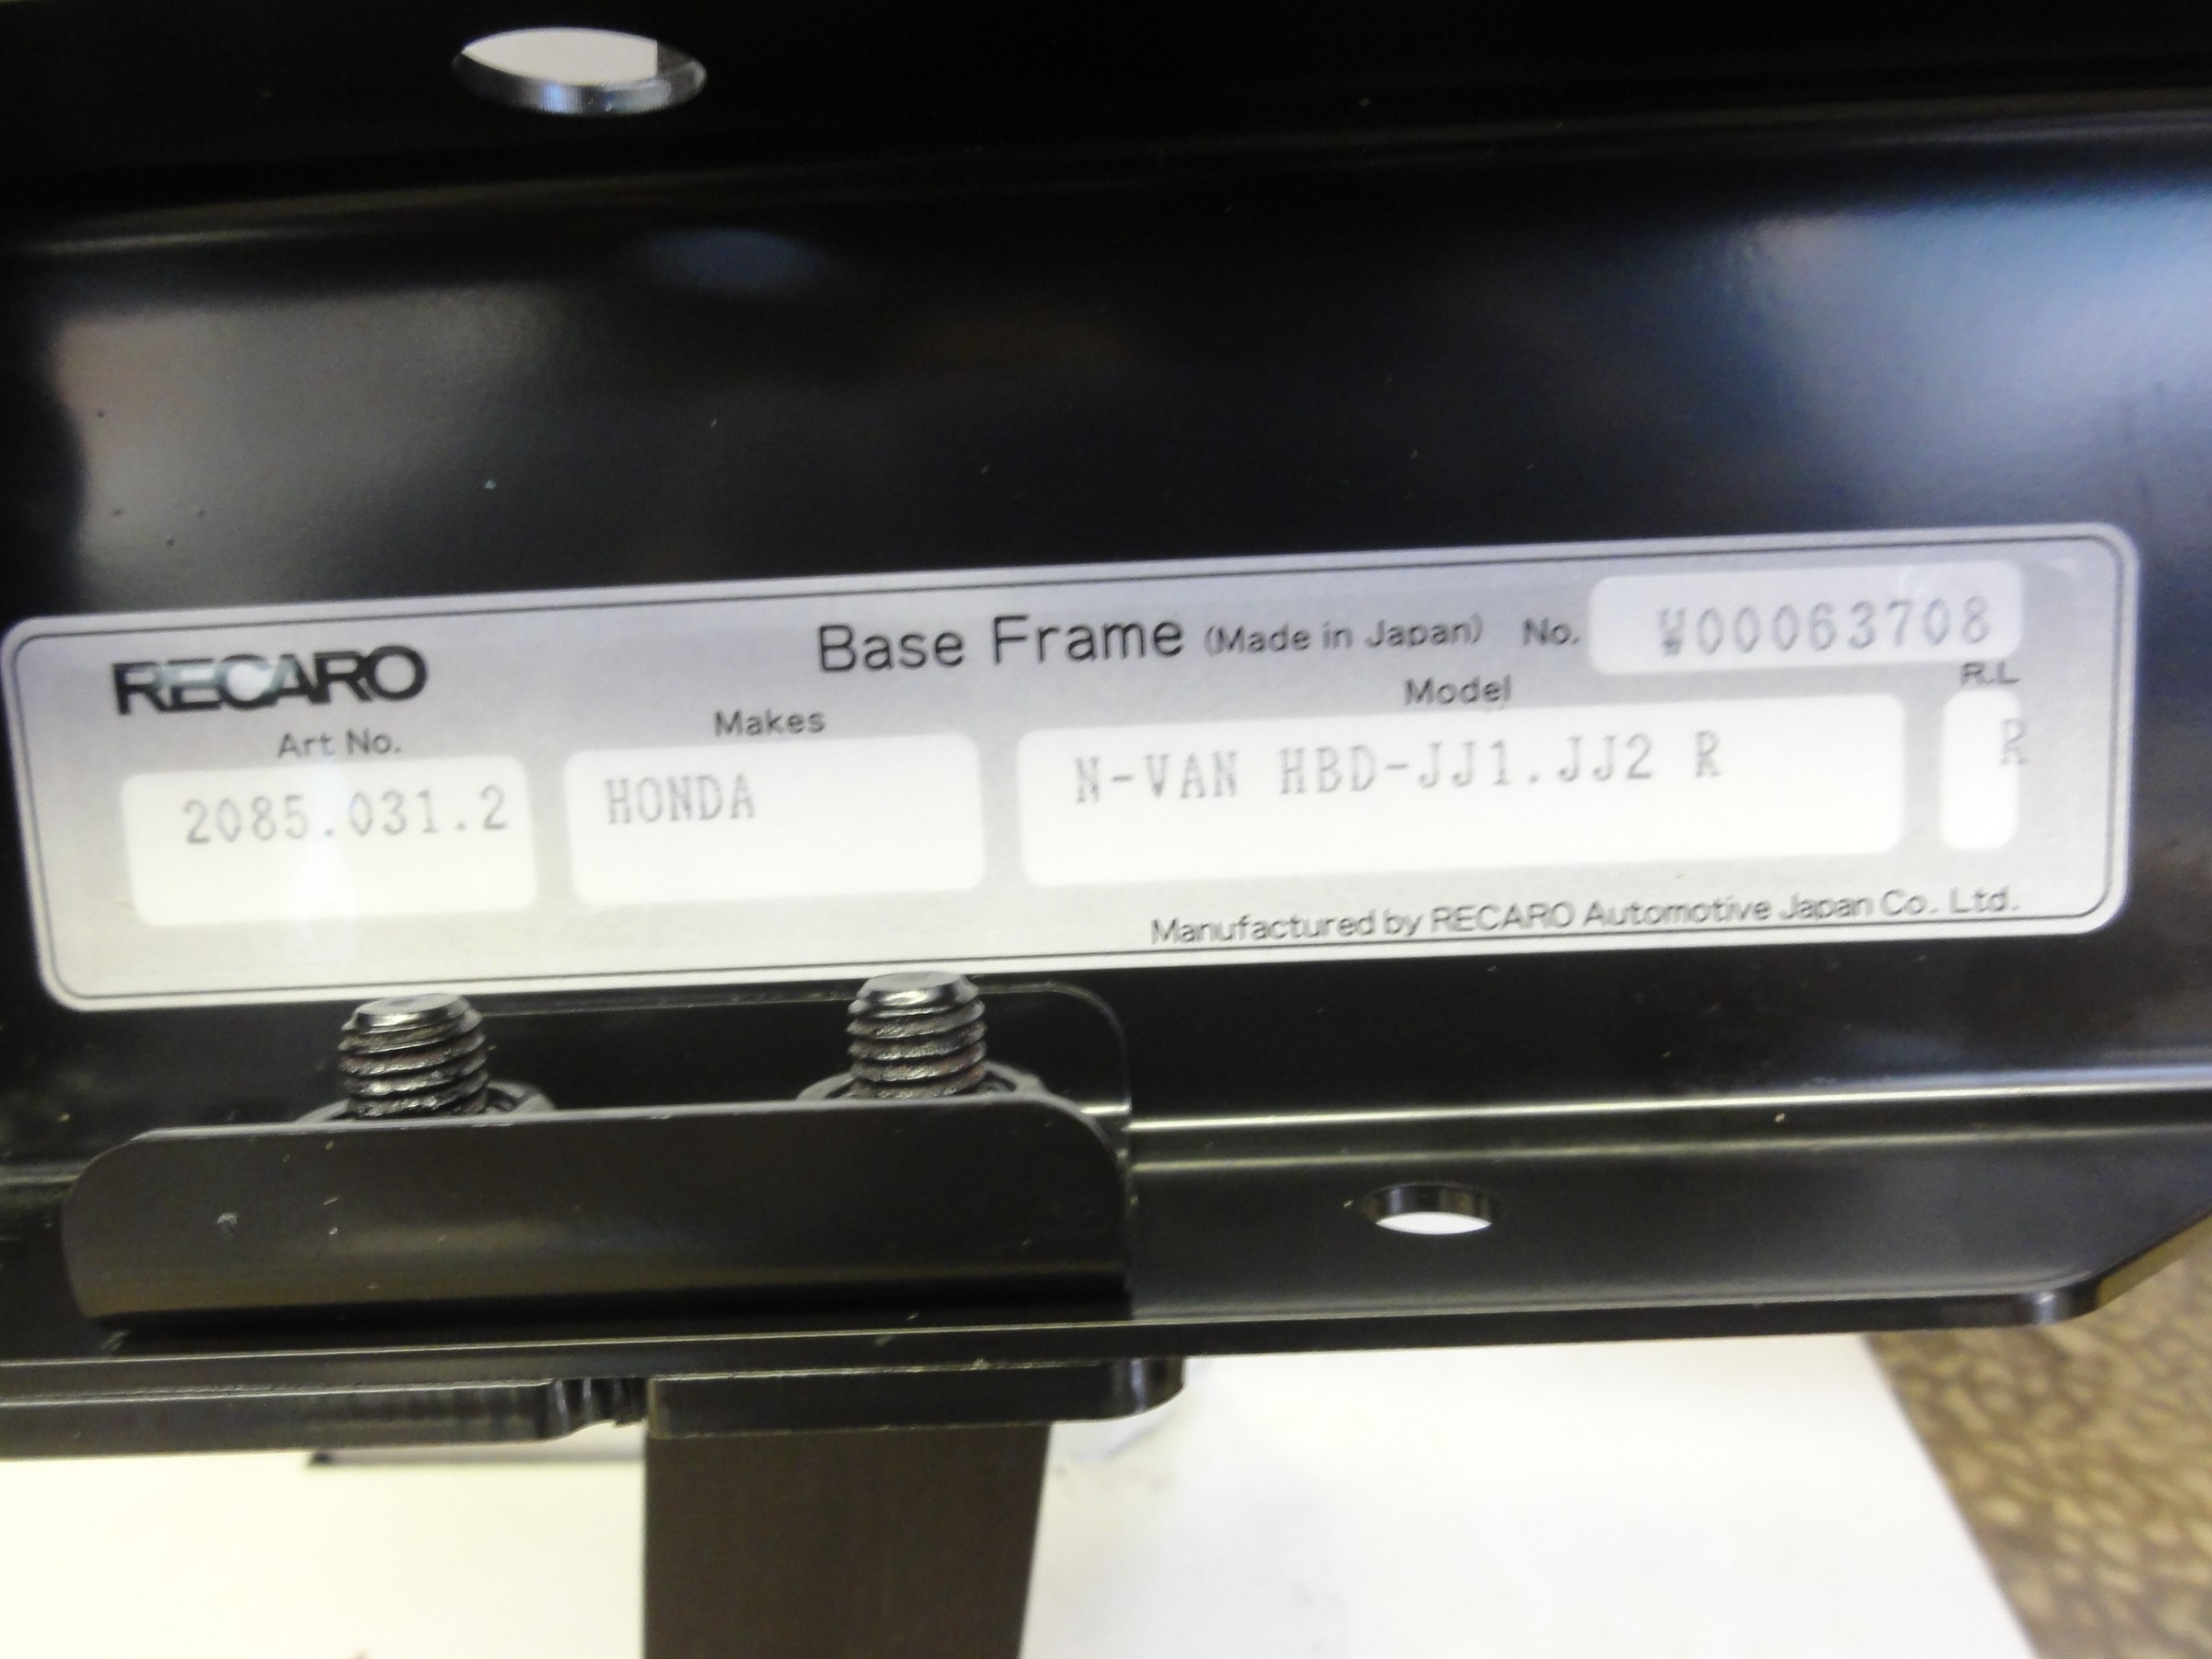 RECARO Base Frame (Made in Japan) No. W00063708
Art No. Makes Model R.L
2085.031.2 HONDA N-VAN HBD-JJ1.JJ2 R R
Manufactured by RECARO Automotive Japan Co. Ltd.